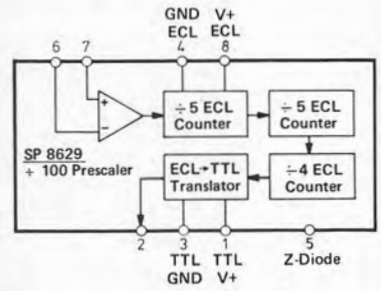 GND V+
ECL ECL
6 7 4 8
+
−
÷5 ECL
Counter
÷5 ECL
Counter
SP 8629
÷ 100 Prescaler
ECL→TTL
Translator
÷4 ECL
Counter
2 3 1 5
TTL TTL Z-Diode
GND V+